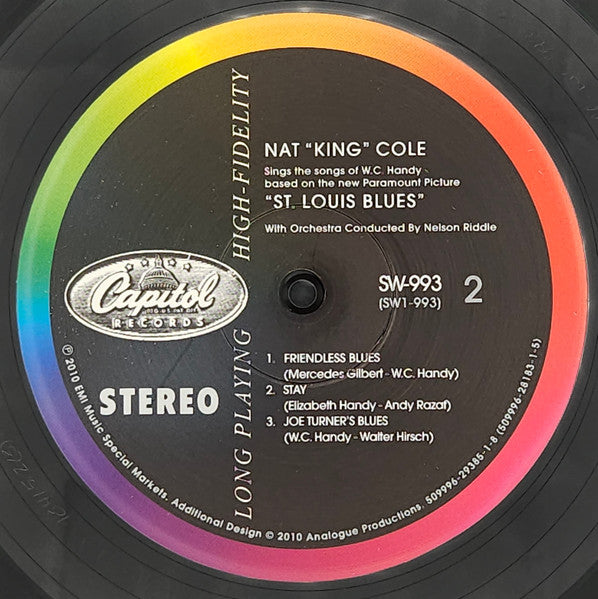 NAT "KING" COLE
Sings the songs of W.C. Handy
based on the new Paramount Picture
"ST. LOUIS BLUES"
With Orchestra Conducted By Nelson Riddle
SW-993
(SW1-993)
2
LONG PLAYING HIGH-FIDELITY
Capitol
RECORDS
STEREO
1. FRIENDLESS BLUES
(Mercedes Gilbert - W.C. Handy)
2. STAY
(Elizabeth Handy - Andy Razaf)
3. JOE TURNER'S BLUES
(W.C. Handy - Walter Hirsch)
℗ 2010 EMI Music Special Markets. Additional Design © 2010 Analogue Productions. 509996-29385-1-8 (509996-28183-1-5)